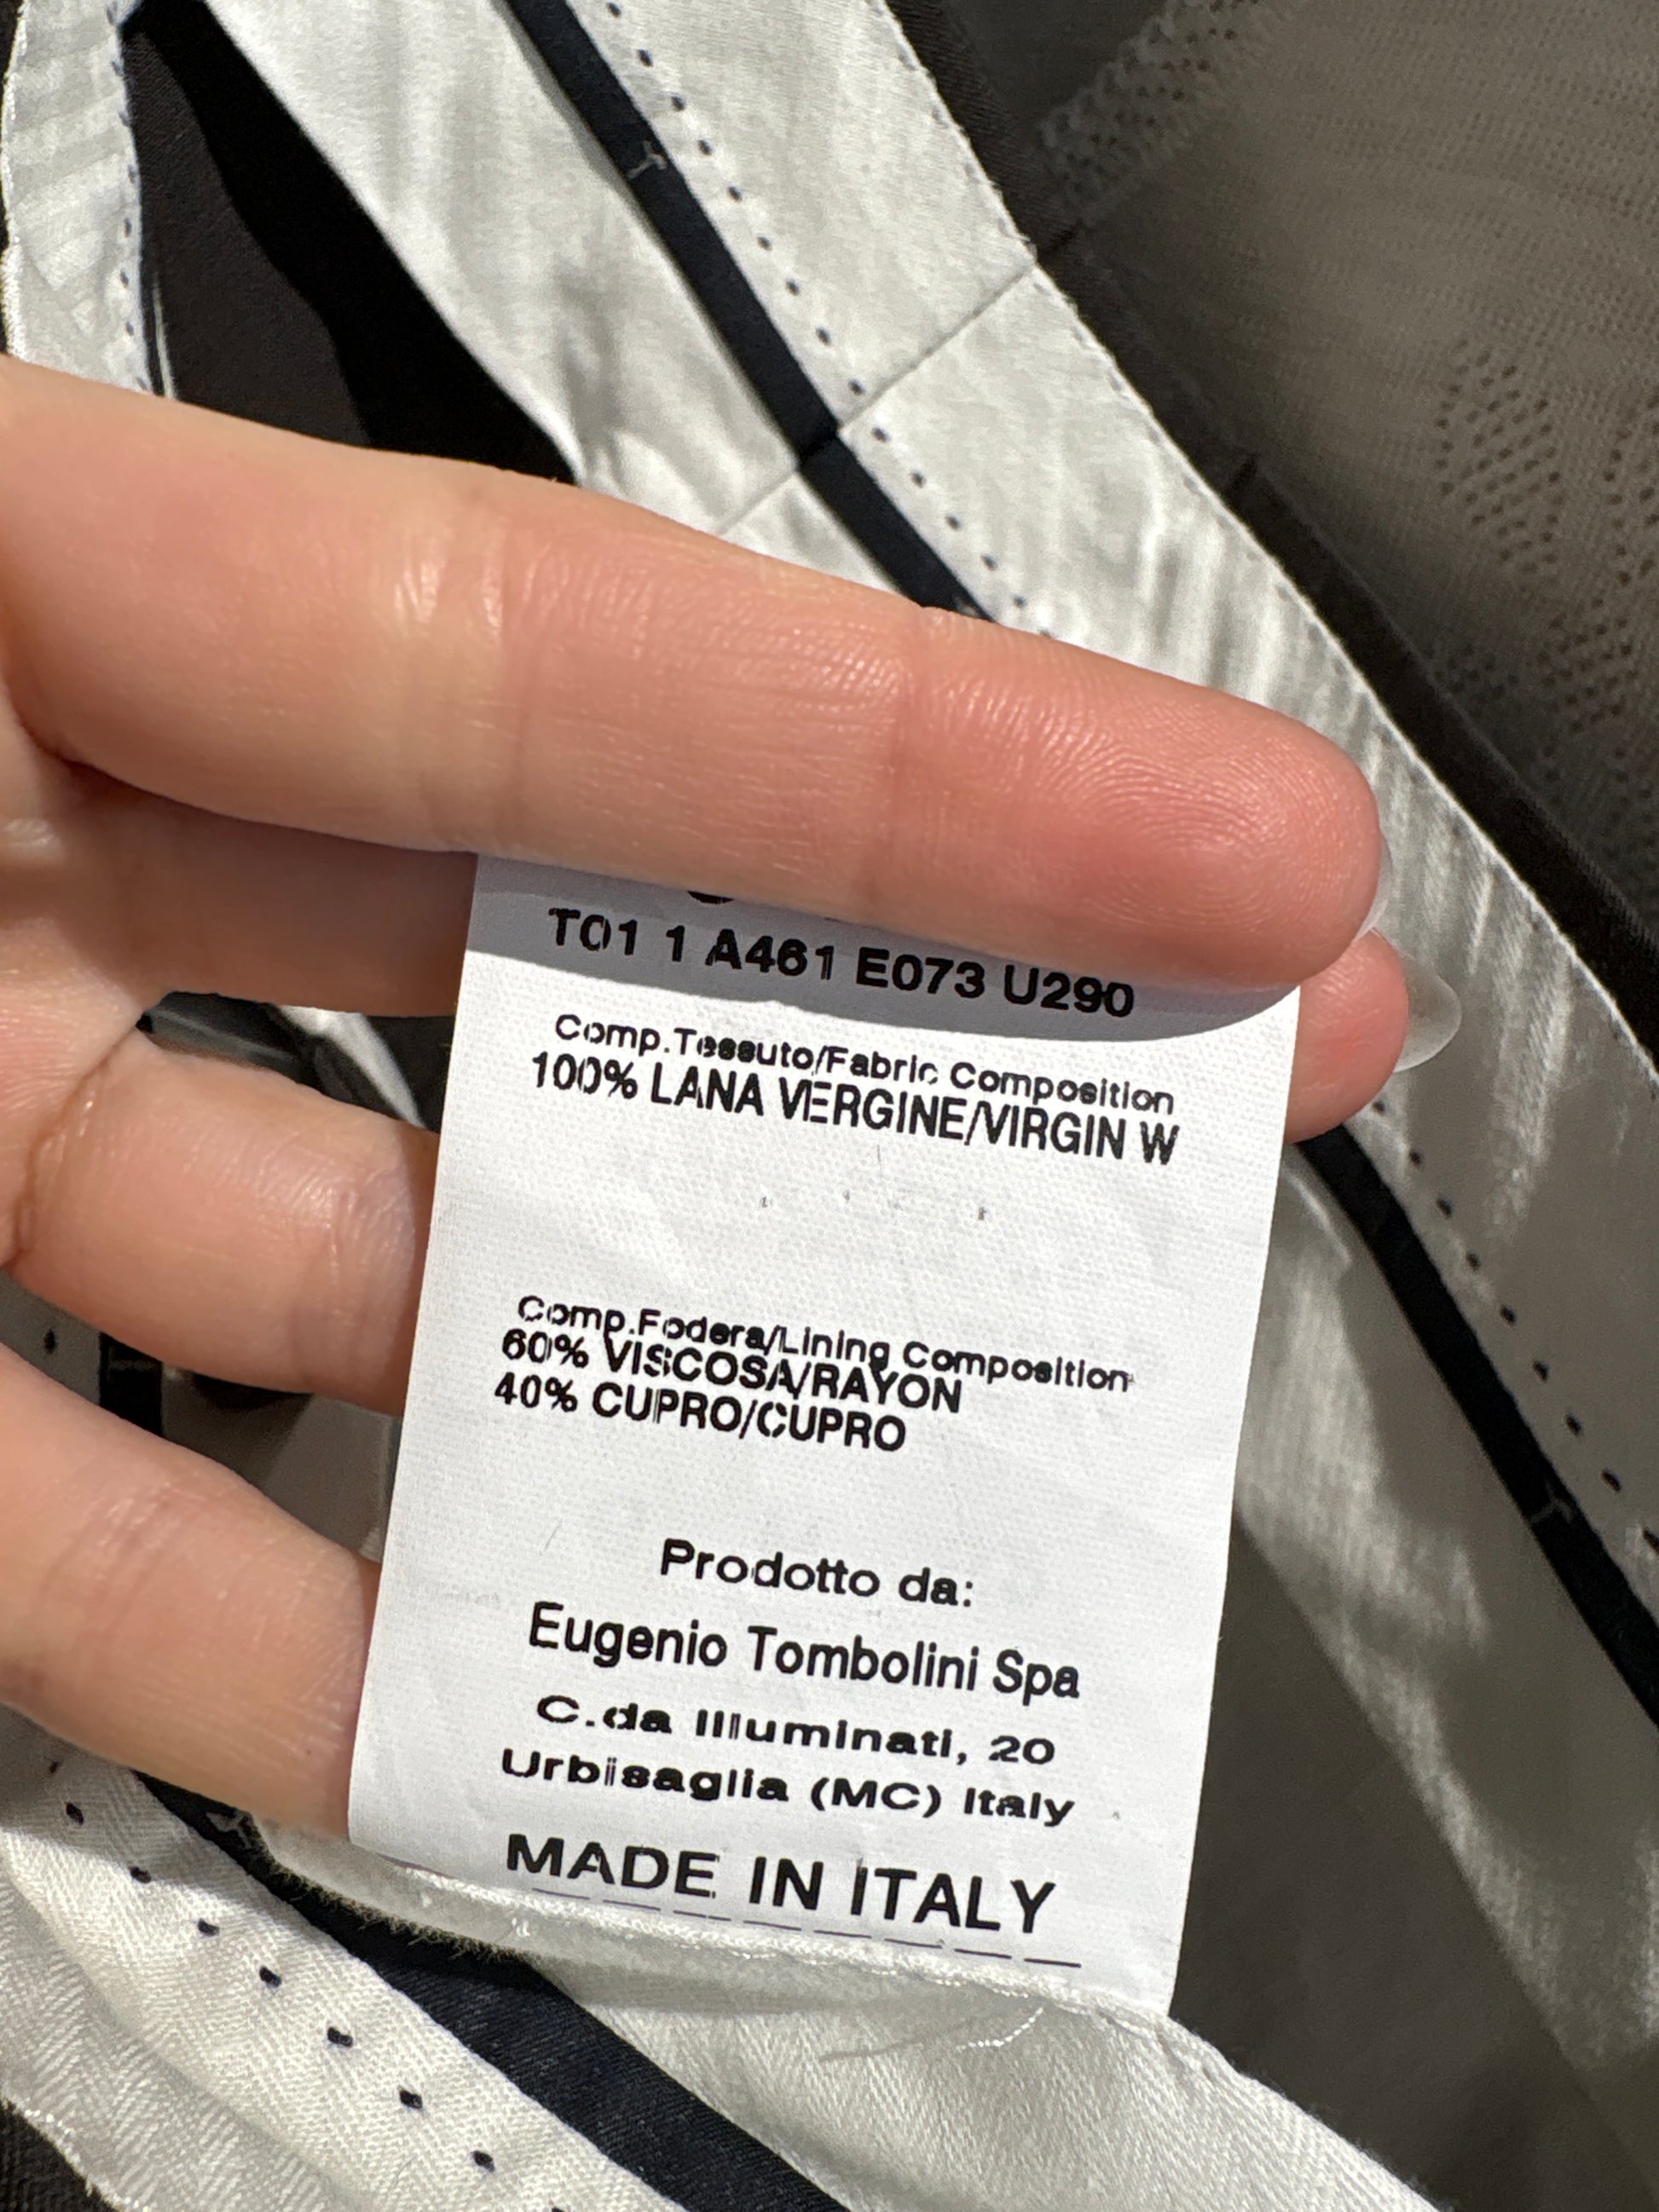 T01 1 A461 E073 U290
Comp.Tessuto/Fabric Composition
100% LANA VERGINE/VIRGIN W
Comp.Fodera/Lining Composition
60% VISCOSA/RAYON
40% CUPRO/CUPRO
Prodotto da:
Eugenio Tombolini Spa
C.da Illuminati, 20
Urbisaglia (MC) Italy
MADE IN ITALY